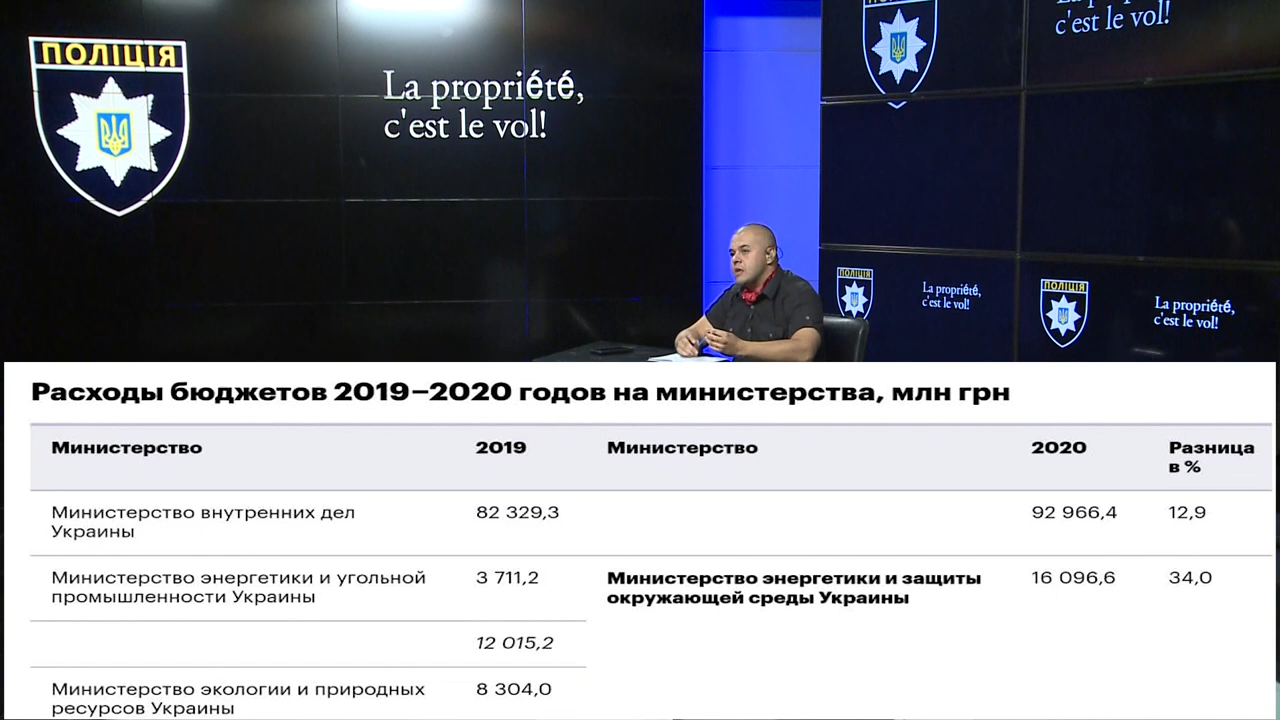 ПОЛІЦІЯ
La propriété,
c'est le vol!
ПОЛІЦІЯ
c'est le vol!
ПОЛІЦІЯ
La propriété,
c'est le vol!
ПОЛІЦІЯ
La propriété,
c'est le vol!
Расходы бюджетов 2019–2020 годов на министерства, млн грн
Министерство 2019 Министерство 2020 Разница
в %
Министерство внутренних дел
Украины
82 329,3 92 966,4 12,9
Министерство энергетики и угольной
промышленности Украины
3 711,2
Министерство энергетики и защиты
окружающей среды Украины
16 096,6 34,0
12 015,2
Министерство экологии и природных
ресурсов Украины
8 304,0